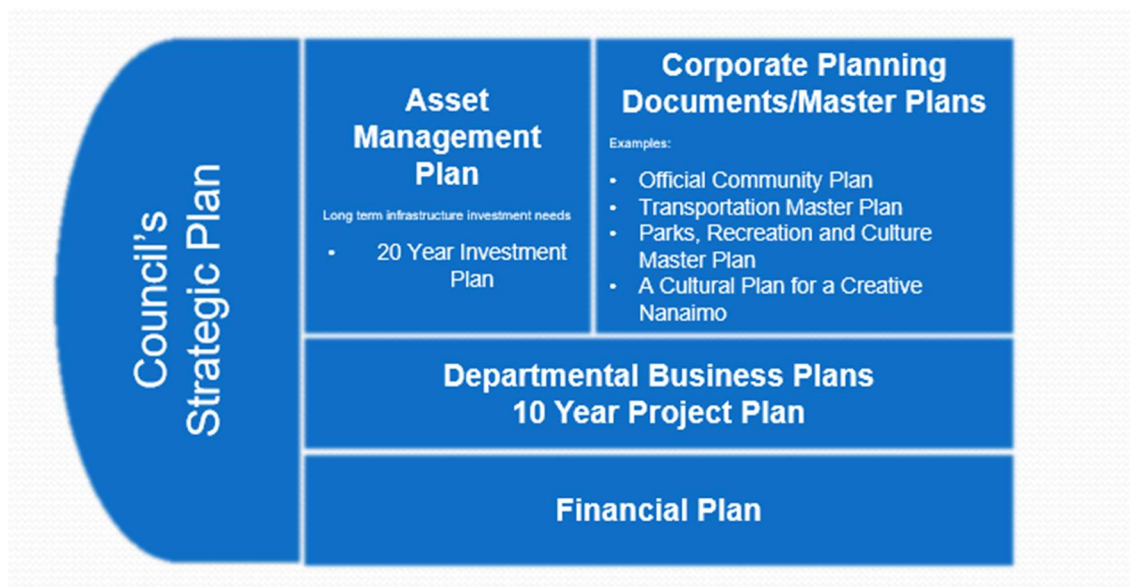 Council's
Strategic Plan
Asset
Management
Plan
Long term infrastructure investment needs
• 20 Year Investment
Plan
Corporate Planning
Documents/Master Plans
Examples:
• Official Community Plan
• Transportation Master Plan
• Parks, Recreation and Culture
Master Plan
• A Cultural Plan for a Creative
Nanaimo
Departmental Business Plans
10 Year Project Plan
Financial Plan